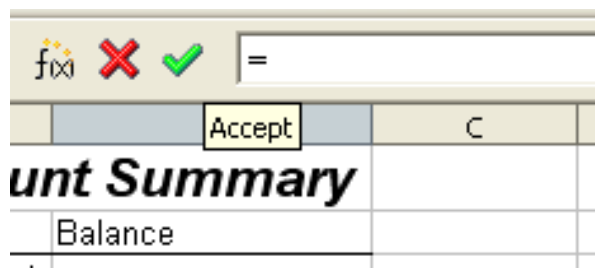 f(x) =
Accept
C
unt Summary
Balance